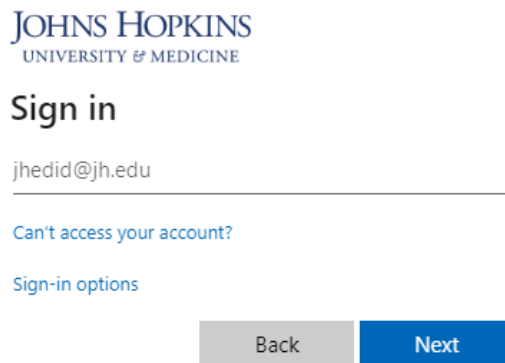 JOHNS HOPKINS
UNIVERSITY & MEDICINE
Sign in
jhedid@jh.edu
Can't access your account?
Sign-in options
Back Next